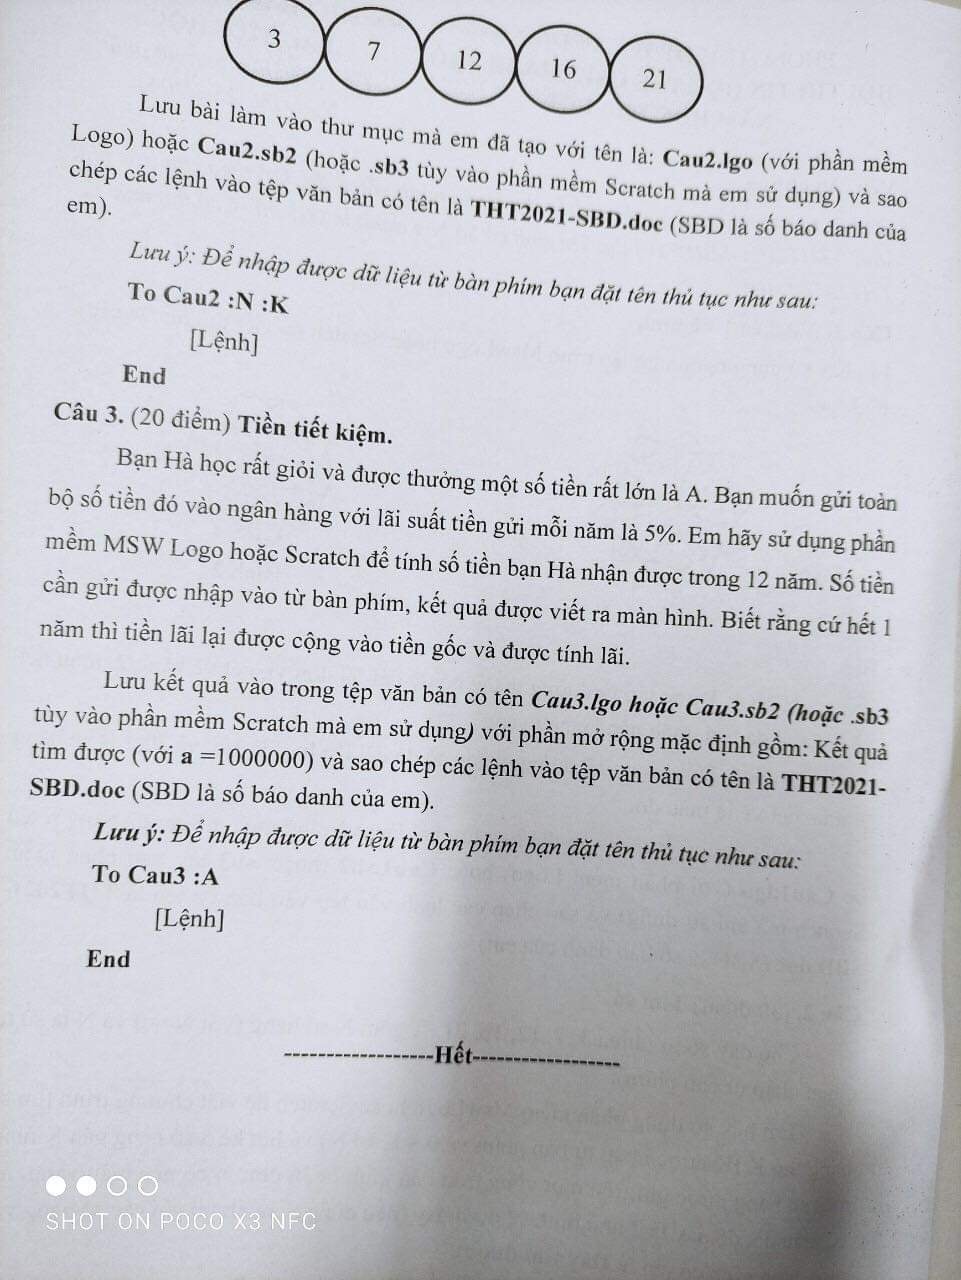 3 7 12 16 21
Lưu bài làm vào thư mục mà em đã tạo với tên là: Cau2.lgo (với phần mềm
Logo) hoặc Cau2.sb2 (hoặc .sb3 tùy vào phần mềm Scratch mà em sử dụng) và sao
chép các lệnh vào tệp văn bản có tên là THT2021-SBD.doc (SBD là số báo danh của
em).
Lưu ý: Để nhập được dữ liệu từ bàn phím bạn đặt tên thủ tục như sau:
To Cau2 :N :K
[Lệnh]
End
Câu 3. (20 điểm) Tiền tiết kiệm.
Bạn Hà học rất giỏi và được thưởng một số tiền rất lớn là A. Bạn muốn gửi toàn
bộ số tiền đó vào ngân hàng với lãi suất tiền gửi mỗi năm là 5%. Em hãy sử dụng phần
mềm MSW Logo hoặc Scratch để tính số tiền bạn Hà nhận được trong 12 năm. Số tiền
cần gửi được nhập vào từ bàn phím, kết quả được viết ra màn hình. Biết rằng cứ hết 1
năm thì tiền lãi lại được cộng vào tiền gốc và được tính lãi.
Lưu kết quả vào trong tệp văn bản có tên Cau3.lgo hoặc Cau3.sb2 (hoặc .sb3
tùy vào phần mềm Scratch mà em sử dụng) với phần mở rộng mặc định gồm: Kết quả
tìm được (với a =1000000) và sao chép các lệnh vào tệp văn bản có tên là THT2021-
SBD.doc (SBD là số báo danh của em).
Lưu ý: Để nhập được dữ liệu từ bàn phím bạn đặt tên thủ tục như sau:
To Cau3 :A
[Lệnh]
End
------------------Hết------------------
SHOT ON POCO X3 NFC